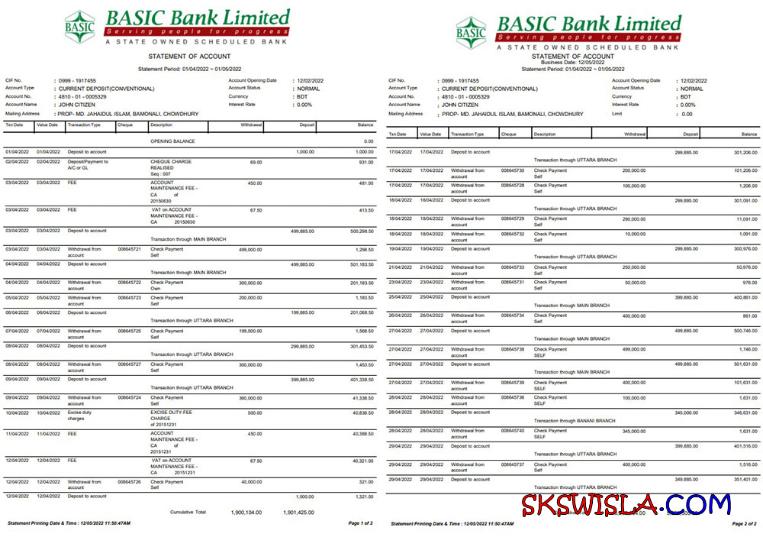 BASIC Bank Limited
Serving people for progress
A STATE OWNED SCHEDULED BANK
STATEMENT OF ACCOUNT
Statement Period: 01/04/2022 ~ 01/05/2022
CIF No. : 0999 - 1917455 Account Opening Date : 12/02/2022
Account Type : CURRENT DEPOSIT(CONVENTIONAL) Account Status : NORMAL
Account No. : 4810 - 01 - 0005329 Currency : BDT
Account Name : JOHN CITIZEN Interest Rate : 0.00%
Mailing Address : PROP- MD. JAHAIDUL ISLAM, BAMONALI, CHOWDHURY
Txn Date Value Date Transaction Type Cheque Description Withdrawal Deposit Balance
OPENING BALANCE 0.00
01/04/2022 01/04/2022 Deposit to account 1,000.00 1,000.00
02/04/2022 02/04/2022 Deposit/Payment to CHEQUE CHARGE 69.00 931.00
A/C or GL REALISED
Seq : 007
03/04/2022 03/04/2022 FEE ACCOUNT 450.00 481.00
MAINTENANCE FEE -
CA of
20150630
03/04/2022 03/04/2022 FEE VAT on ACCOUNT 67.50 413.50
MAINTENANCE FEE -
CA of
20150630
03/04/2022 03/04/2022 Deposit to account 499,885.00
Transaction through MAIN BRANCH
03/04/2022 03/04/2022 Withdrawal from 008645721 Check Payment 499,000.00 1,298.50
account Self
04/04/2022 04/04/2022 Deposit to account 499,885.00 501,183.50
Transaction through MAIN BRANCH
04/04/2022 04/04/2022 Withdrawal from 008645722 Check Payment 300,000.00 201,183.50
account Own
05/04/2022 05/04/2022 Withdrawal from 008645723 Check Payment 200,000.00 1,183.50
account Self
06/04/2022 06/04/2022 Deposit to account 199,885.00 201,068.50
Transaction through UTTARA BRANCH
07/04/2022 07/04/2022 Withdrawal from 008645725 Check Payment 1,568.50
account Self
08/04/2022 08/04/2022 Deposit to account 299,885.00 301,453.50
Transaction through UTTARA BRANCH
08/04/2022 08/04/2022 Withdrawal from 008645727 Check Payment 300,000.00 1,453.50
account Self
09/04/2022 09/04/2022 Deposit to account 399,885.00 401,338.50
Transaction through UTTARA BRANCH
09/04/2022 09/04/2022 Withdrawal from 008645724 Check Payment 360,000.00 41,338.50
account Self
10/04/2022 10/04/2022 Excise duty EXCISE DUTY FEE 500.00 40,838.50
charges CHARGE
of 20151231
11/04/2022 11/04/2022 FEE ACCOUNT 450.00 40,388.50
MAINTENANCE FEE -
CA of
20151231
12/04/2022 12/04/2022 FEE VAT on ACCOUNT 67.50 40,321.00
MAINTENANCE FEE -
CA of
20151231
12/04/2022 12/04/2022 Withdrawal from 008645736 Check Payment 40,000.00 321.00
account Self
12/04/2022 12/04/2022 Deposit to account 1,000.00 1,321.00
Cumulative Total 1,900,104.00 1,901,425.00
Statement Printing Date & Time : 12/05/2022 11:50:47AM Page 1 of 2
BASIC Bank Limited
Serving people for progress
A STATE OWNED SCHEDULED BANK
STATEMENT OF ACCOUNT
Business Date: 12/05/2022
Statement Period: 01/04/2022 ~ 01/05/2022
CIF No. : 0999 - 1917455 Account Opening Date : 12/02/2022
Account Type : CURRENT DEPOSIT(CONVENTIONAL) Account Status : NORMAL
Account No. : 4810 - 01 - 0005329 Currency : BDT
Account Name : JOHN CITIZEN Interest Rate : 0.00%
Mailing Address : PROP- MD. JAHAIDUL ISLAM, BAMONALI, CHOWDHURY Limit : 0.00
Txn Date Value Date Transaction Type Cheque Description Withdrawal Deposit Balance
17/04/2022 17/04/2022 Deposit to account 299,885.00 301,206.00
Transaction through UTTARA BRANCH
17/04/2022 17/04/2022 Withdrawal from 008645730 Check Payment 200,000.00 101,206.00
account Self
17/04/2022 17/04/2022 Withdrawal from 008645728 Check Payment 100,000.00 1,206.00
account Self
18/04/2022 18/04/2022 Deposit to account 299,885.00 301,091.00
Transaction through UTTARA BRANCH
18/04/2022 18/04/2022 Withdrawal from 008645729 Check Payment 290,000.00 11,091.00
account Self
18/04/2022 18/04/2022 Withdrawal from 008645732 Check Payment 10,000.00 1,091.00
account Self
19/04/2022 19/04/2022 Deposit to account 299,885.00 300,976.00
Transaction through UTTARA BRANCH
21/04/2022 21/04/2022 Withdrawal from 008645733 Check Payment 250,000.00 50,976.00
account Self
23/04/2022 23/04/2022 Withdrawal from 008645731 Check Payment 50,000.00 976.00
account Self
25/04/2022 25/04/2022 Deposit to account 399,885.00 400,861.00
Transaction through MAIN BRANCH
26/04/2022 26/04/2022 Withdrawal from 008645734 Check Payment 400,000.00 861.00
account Self
27/04/2022 27/04/2022 Deposit to account 499,885.00 500,746.00
Transaction through MAIN BRANCH
27/04/2022 27/04/2022 Withdrawal from 008645738 Check Payment 499,000.00 1,746.00
account SELF
27/04/2022 27/04/2022 Deposit to account 499,885.00 501,631.00
Transaction through MAIN BRANCH
27/04/2022 27/04/2022 Withdrawal from Check Payment 400,000.00 101,631.00
account SELF
27/04/2022 27/04/2022 Withdrawal from Check Payment 100,000.00 1,631.00
account SELF
28/04/2022 28/04/2022 Deposit to account 345,000.00 346,631.00
Transaction through BANANI BRANCH
28/04/2022 28/04/2022 Withdrawal from 008645740 Check Payment 345,000.00 1,631.00
account SELF
29/04/2022 29/04/2022 Deposit to account 399,885.00 401,516.00
Transaction through UTTARA BRANCH
29/04/2022 29/04/2022 Withdrawal from 008645737 Check Payment 400,000.00 1,516.00
account Self
29/04/2022 29/04/2022 Deposit to account 349,885.00 351,401.00
Transaction through UTTARA BRANCH
SKSWISLA.COM
Statement Printing Date & Time : 12/05/2022 11:50:47AM Page 2 of 2